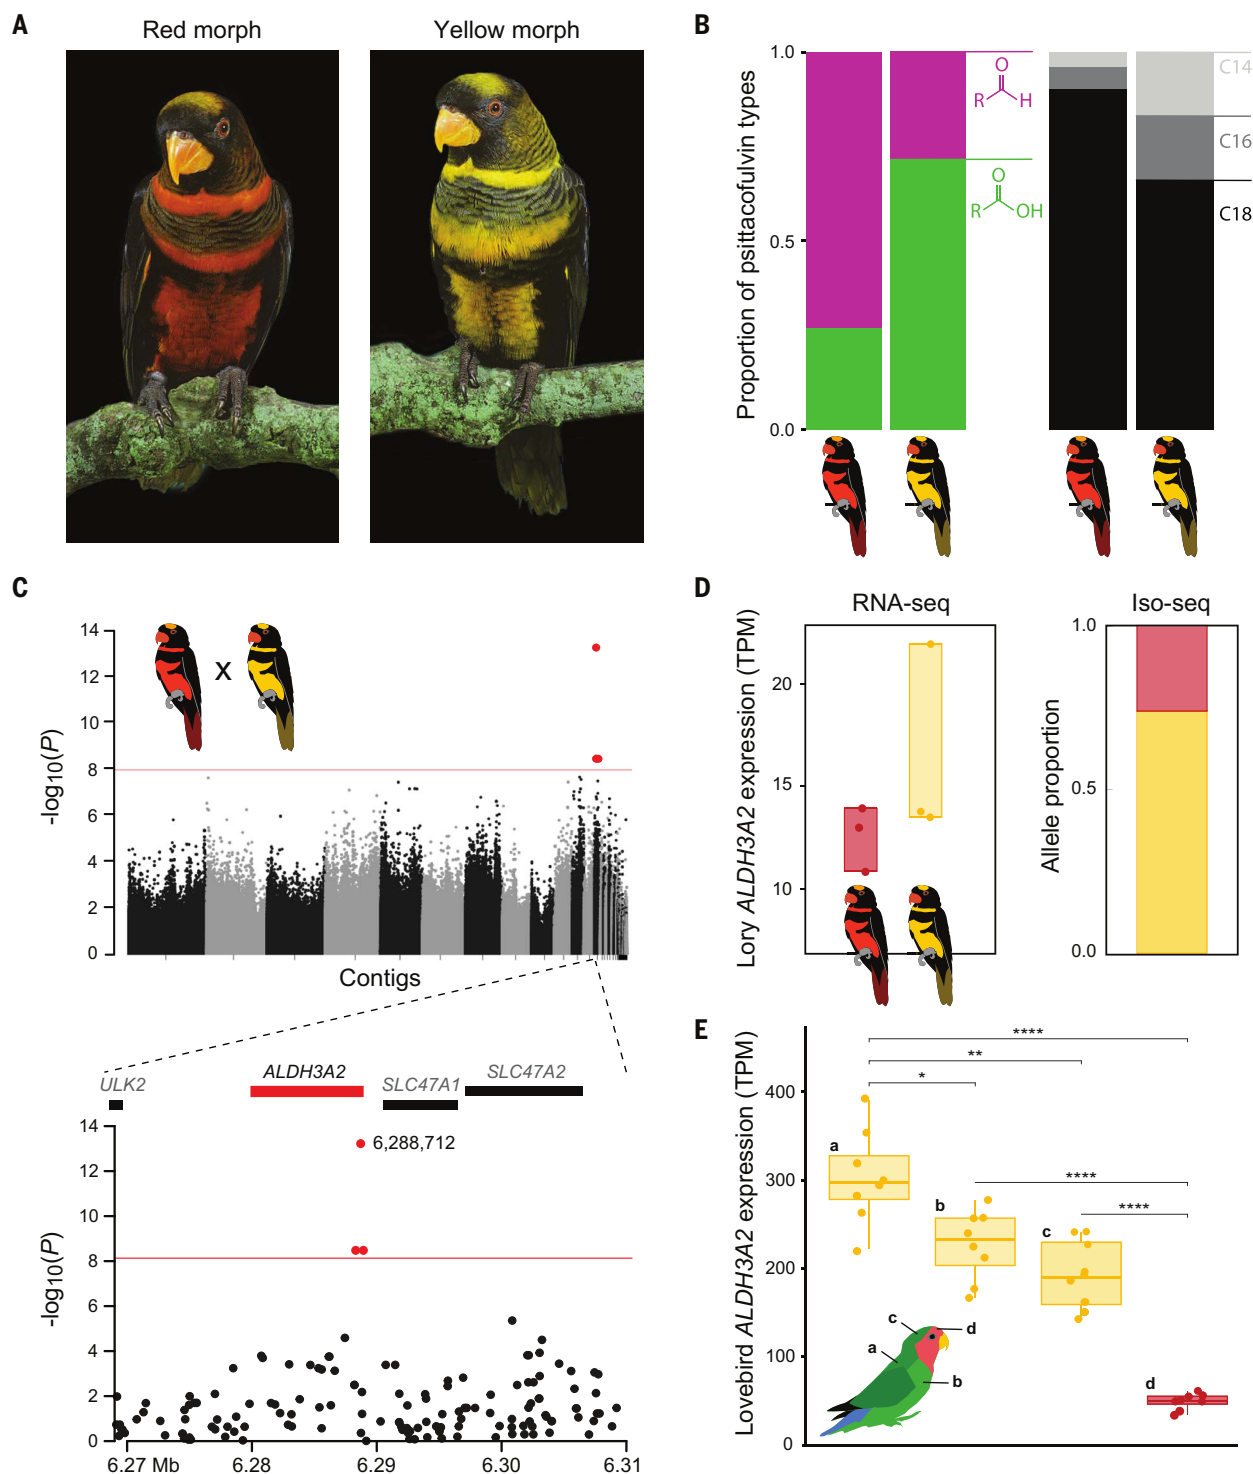 A
Red morph
Yellow morph
B
Proportion of psittacofulvin types
1.0
0.5
0.0
O
R
H
O
R
OH
C14
C16
C18
C
-log10(P)
14
12
10
8
6
4
2
0
X
Contigs
ULK2
ALDH3A2
SLC47A1
SLC47A2
-log10(P)
14
12
10
8
6
4
2
0
6,288,712
6.27 Mb
6.28
6.29
6.30
6.31
D
RNA-seq
Lory ALDH3A2 expression (TPM)
20
15
10
Iso-seq
Allele proportion
1.0
0.5
0.0
E
Lovebird ALDH3A2 expression (TPM)
400
300
200
100
0
****
**
*
****
****
a
b
c
d
c
d
a
b